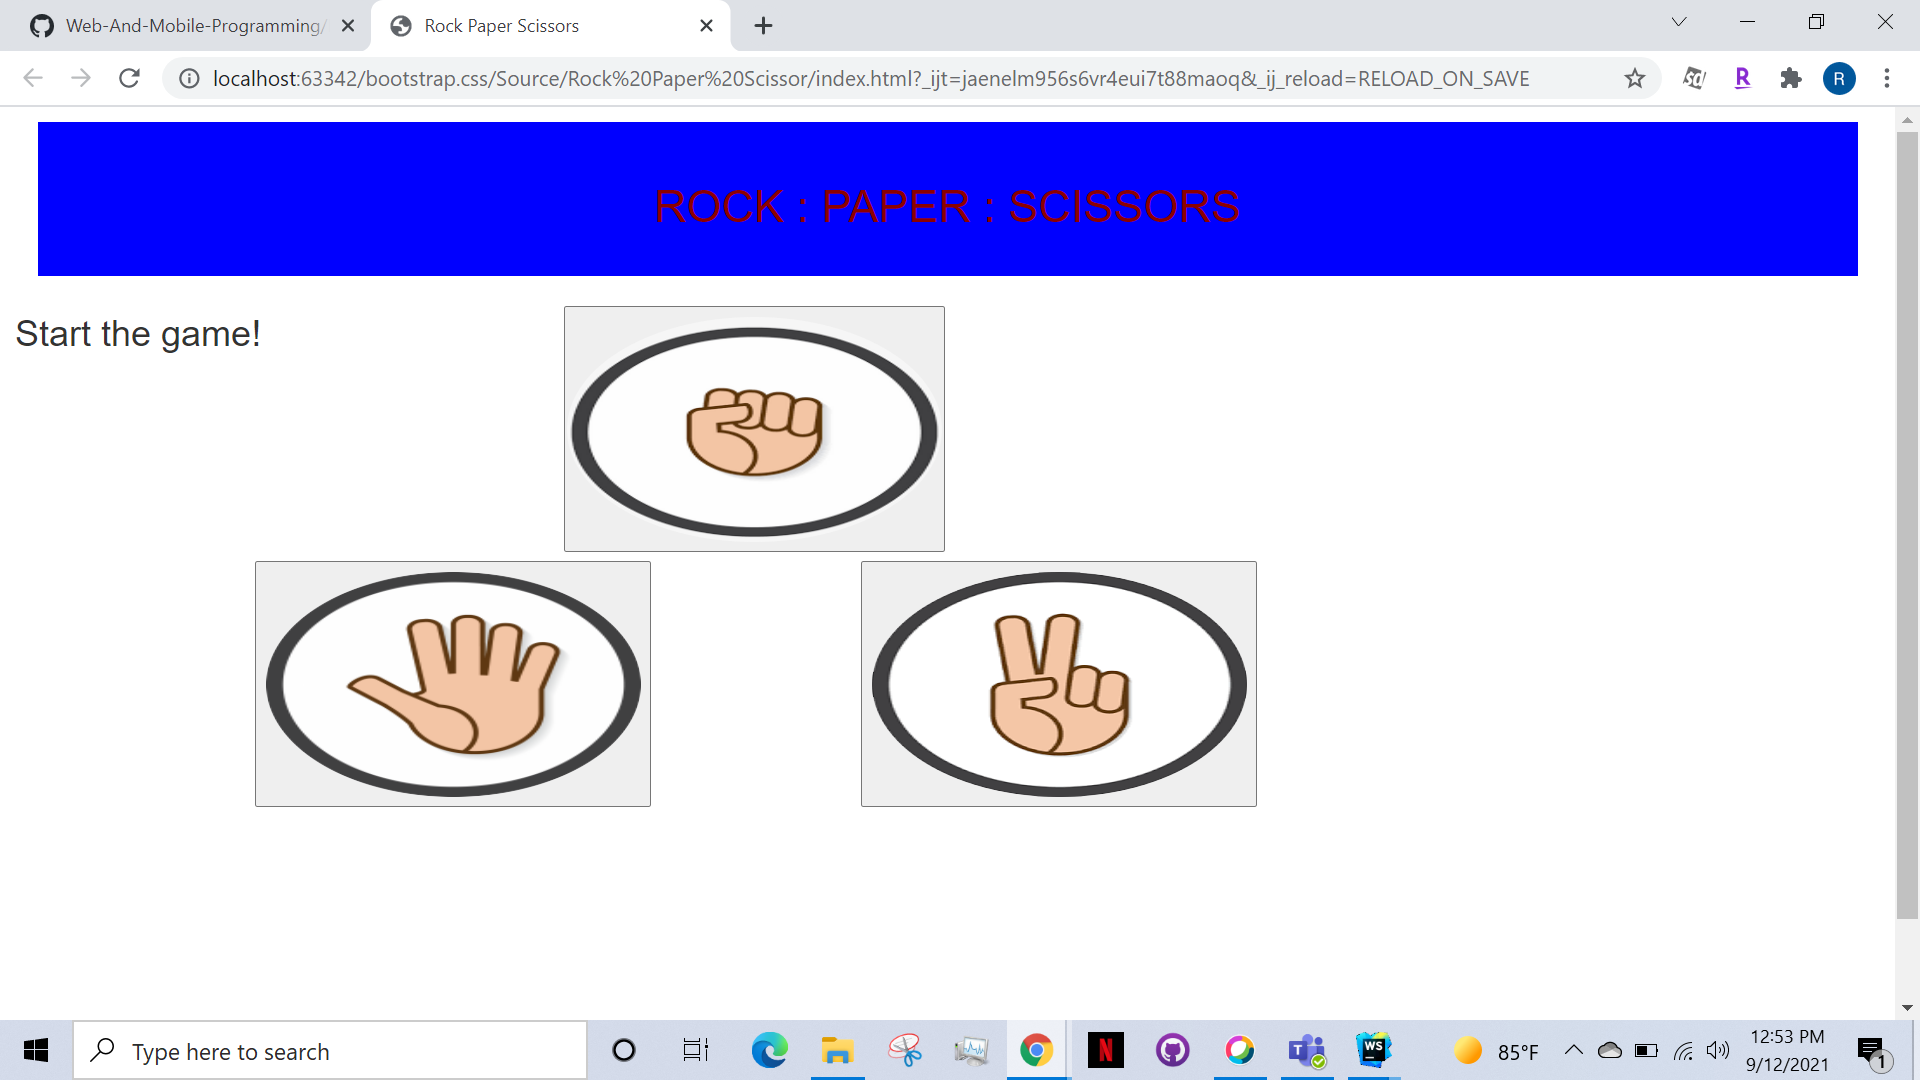 Web-And-Mobile-Programming/
Rock Paper Scissors
localhost:63342/bootstrap.css/Source/Rock%20Paper%20Scissor/index.html?_ijt=jaenelm956s6vr4eui7t88maoq&_ij_reload=RELOAD_ON_SAVE
R
R
ROCK : PAPER : SCISSORS
Start the game!
Type here to search
N
T
WS
85°F
12:53 PM
9/12/2021
1